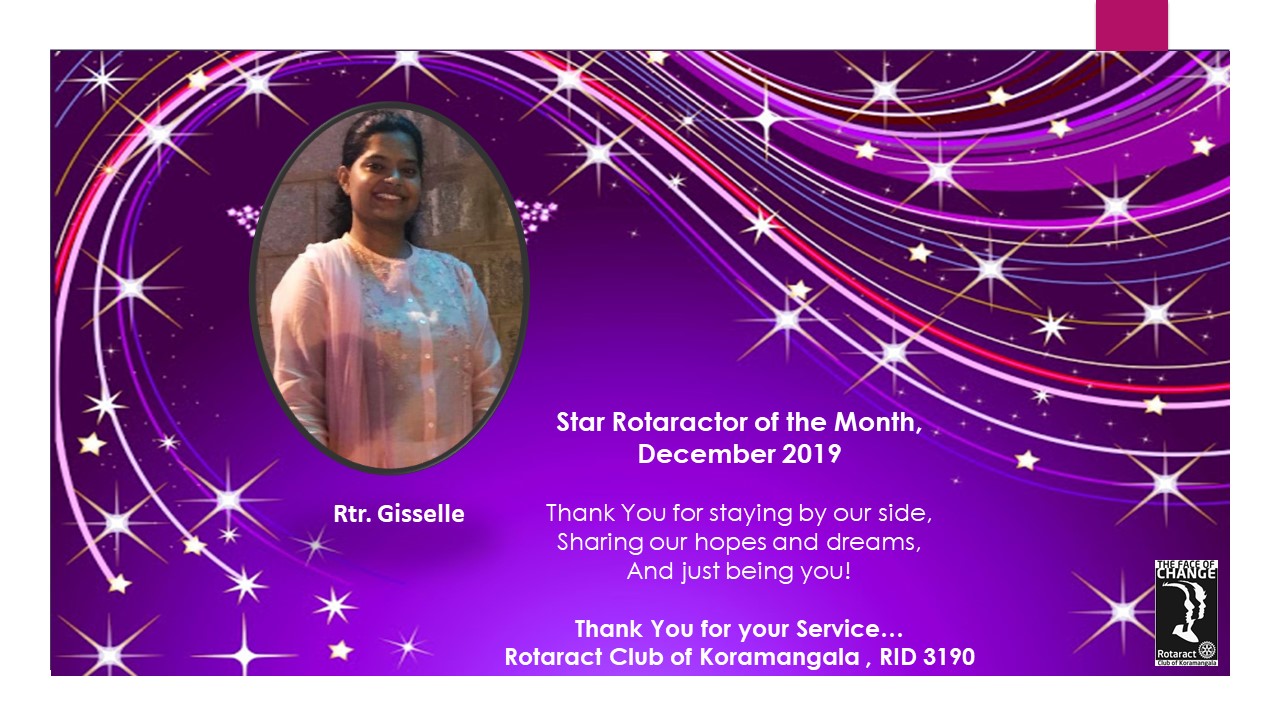 Star Rotaractor of the Month,
December 2019
Rtr. Gisselle
Thank You for staying by our side,
Sharing our hopes and dreams,
And just being you!
Thank You for your Service…
Rotaract Club of Koramangala , RID 3190
THE FACE OF
CHANGE
Rotaract
Club of Koramangala